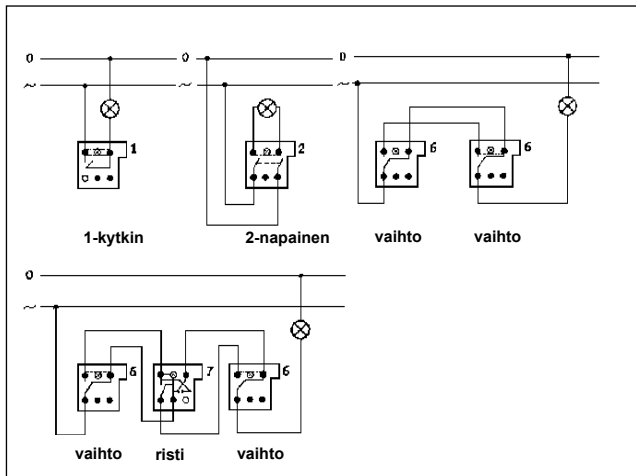 0 0 0
~ ~ ~
1 2 6 6
1-kytkin 2-napainen vaihto vaihto
0
~
6 7 6
vaihto risti vaihto